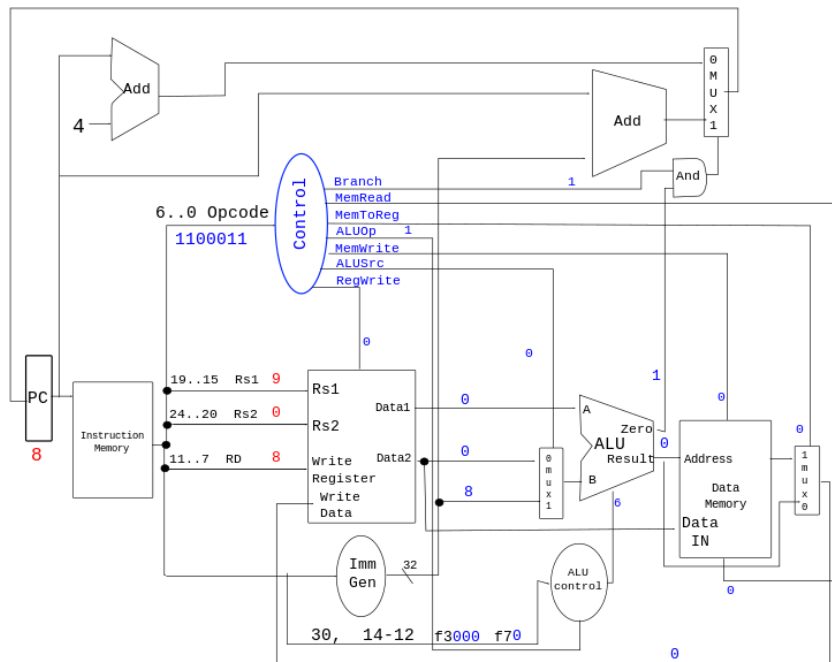 Add
4
0
M
U
X
1
Add
And
Control
Branch 1
MemRead
MemToReg
ALUOp 1
MemWrite
ALUSrc
RegWrite
6..0 Opcode
1100011
0
0
1
0
0
PC
8
Instruction
Memory
19..15 Rs1 9
24..20 Rs2 0
11..7 RD 8
Rs1
Rs2
Write
Register
Write
Data
Data1
Data2
0
0
8
0
m
u
x
1
A
B
ALU
Zero
Result
0
6
Address
Data
Memory
Data
IN
1
m
u
x
0
Imm
Gen
32
ALU
control
0
30, 14-12 f3000 f70
0